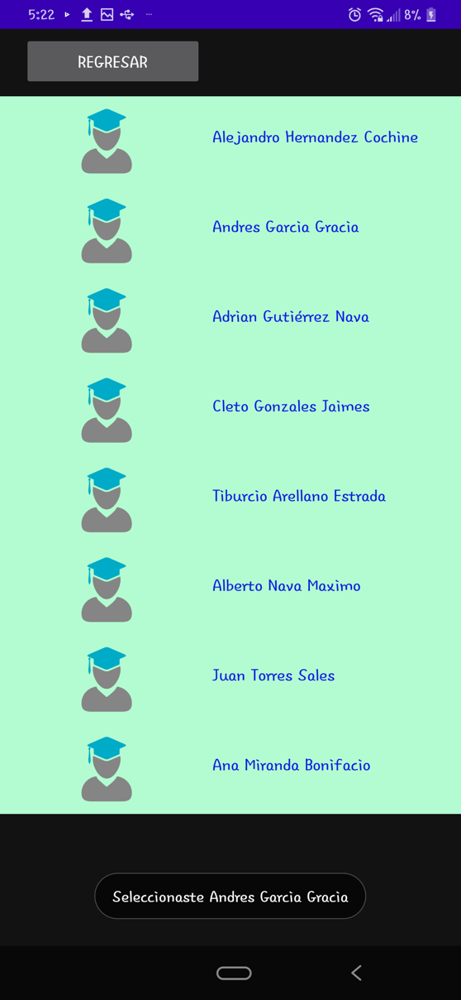 5:22
8%
REGRESAR
Alejandro Hernandez Cochine
Andres Garcia Gracia
Adrian Gutiérrez Nava
Cleto Gonzales Jaimes
Tiburcio Arellano Estrada
Alberto Nava Maximo
Juan Torres Sales
Ana Miranda Bonifacio
Seleccionaste Andres Garcia Gracia